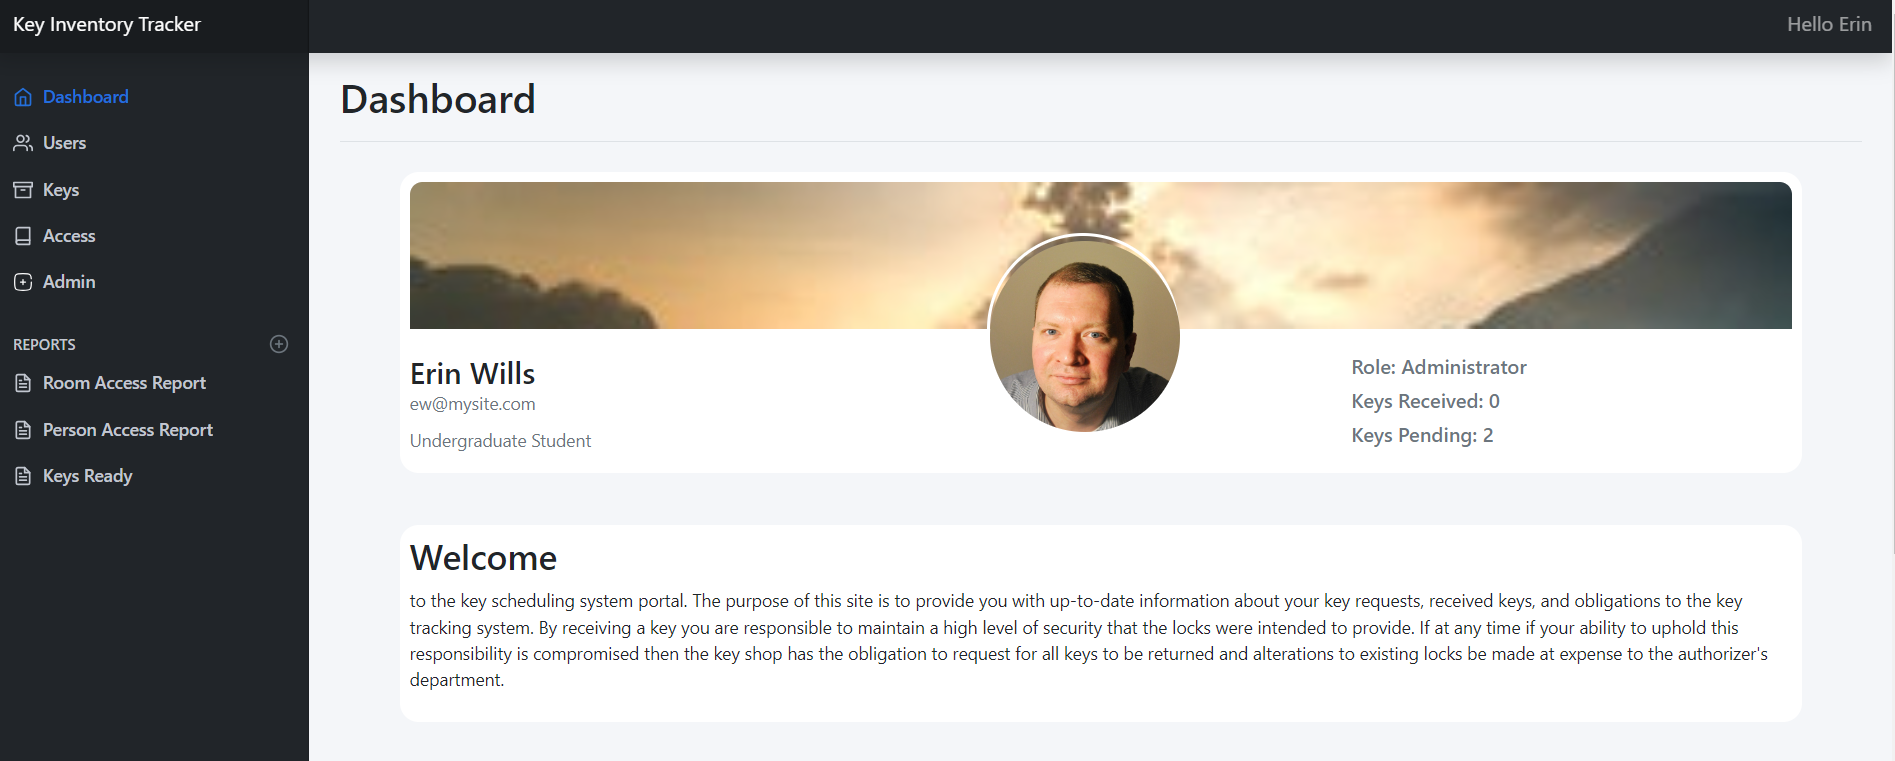 Key Inventory Tracker
Hello Erin
Dashboard
Users
Keys
Access
Admin
REPORTS
Room Access Report
Person Access Report
Keys Ready
Dashboard
Erin Wills
ew@mysite.com
Undergraduate Student
Role: Administrator
Keys Received: 0
Keys Pending: 2
Welcome
to the key scheduling system portal. The purpose of this site is to provide you with up-to-date information about your key requests, received keys, and obligations to the key
tracking system. By receiving a key you are responsible to maintain a high level of security that the locks were intended to provide. If at any time if your ability to uphold this
responsibility is compromised then the key shop has the obligation to request for all keys to be returned and alterations to existing locks be made at expense to the authorizer's
department.